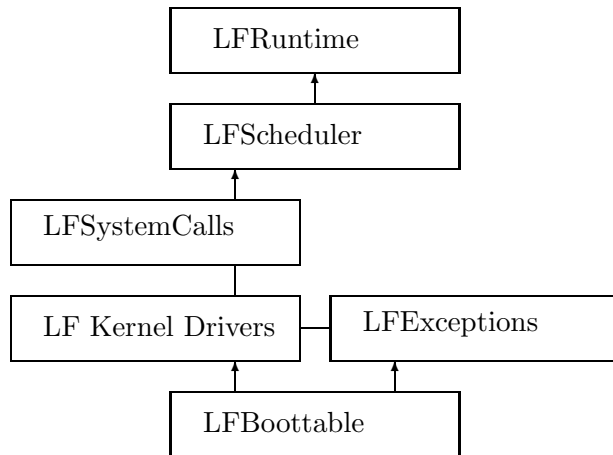 LFRuntime
LFScheduler
LFSystemCalls
LF Kernel Drivers
LFExceptions
LFBoottable